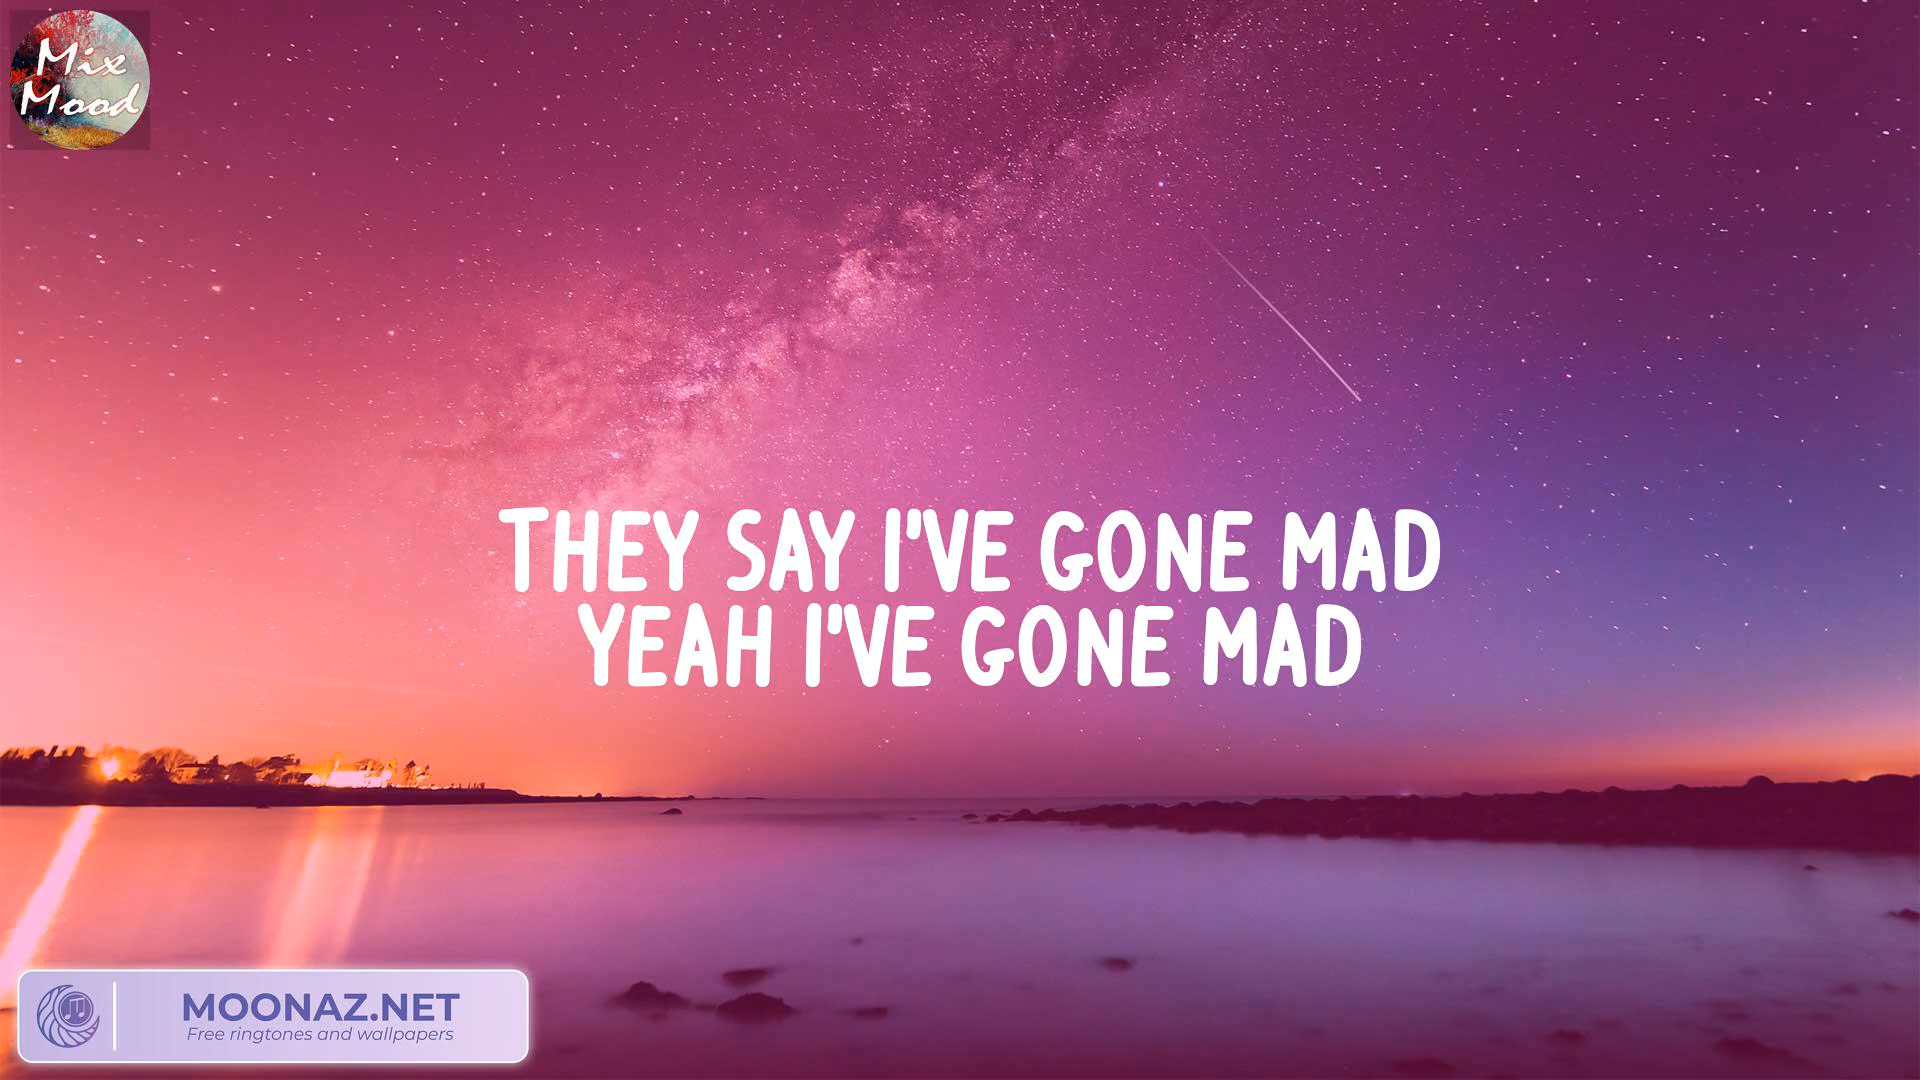 Mix
Mood
THEY SAY I'VE GONE MAD
YEAH I'VE GONE MAD
MOONAZ.NET
Free ringtones and wallpapers